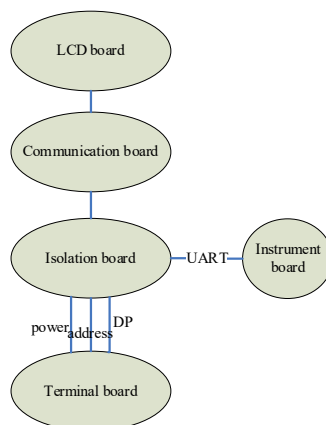 LCD board
Communication board
Isolation board
UART
Instrument
board
power
address
DP
Terminal board